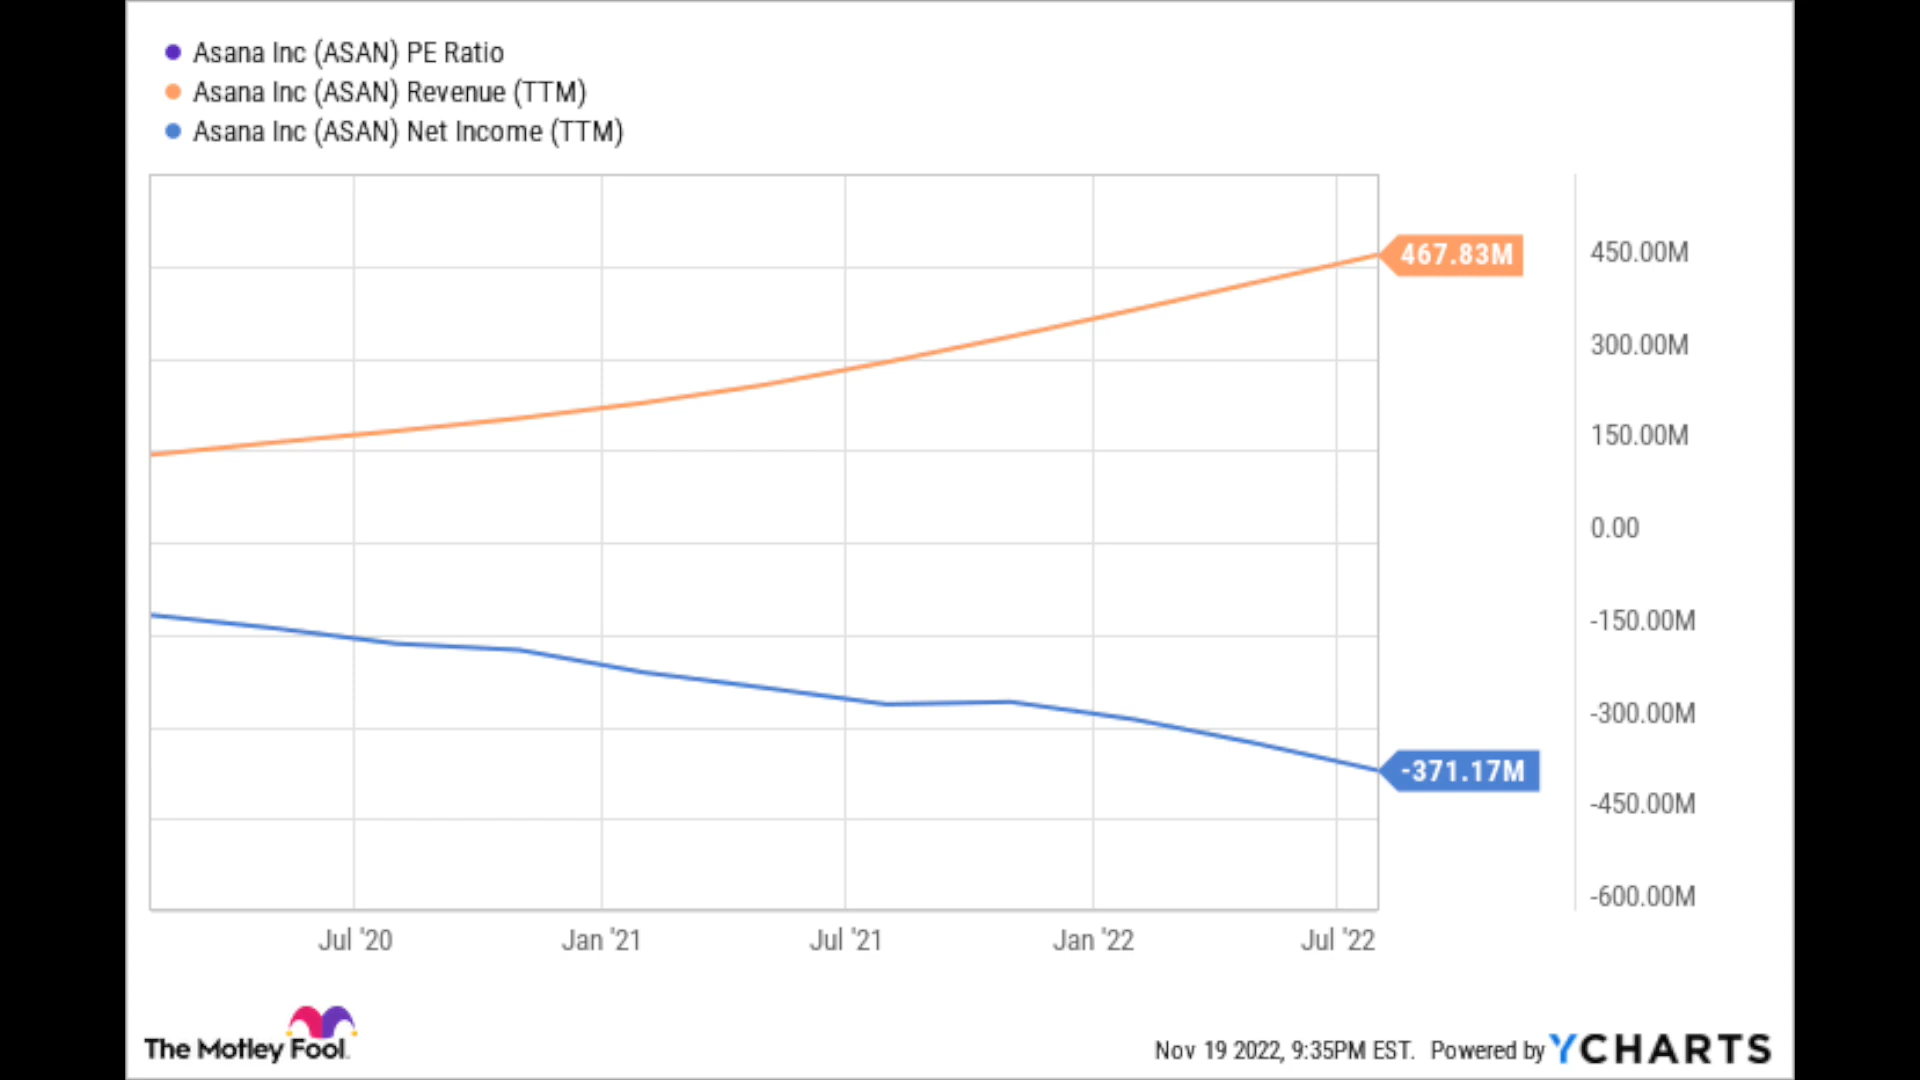 Asana Inc (ASAN) PE Ratio
Asana Inc (ASAN) Revenue (TTM)
Asana Inc (ASAN) Net Income (TTM)
467.83M
450.00M
300.00M
150.00M
0.00
-150.00M
-300.00M
-371.17M
-450.00M
-600.00M
Jul '20
Jan '21
Jul '21
Jan '22
Jul '22
The Motley Fool.
Nov 19 2022, 9:35PM EST. Powered by YCHARTS